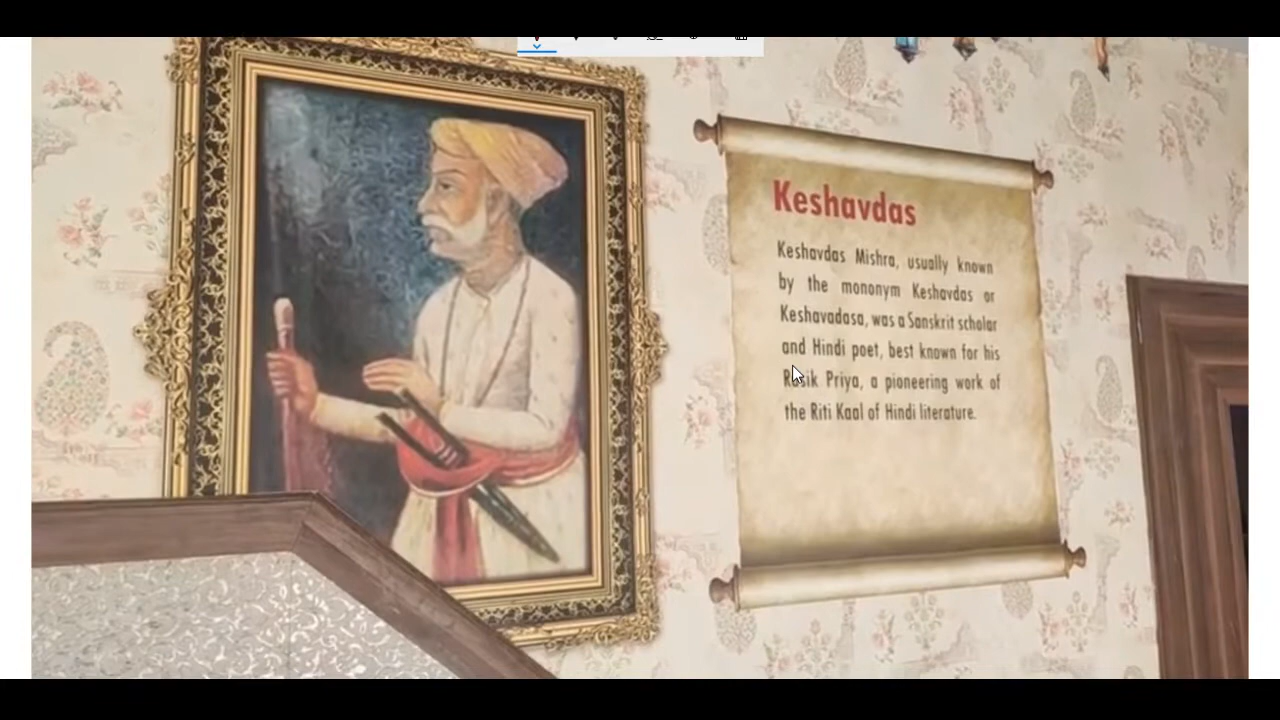 Keshavdas
Keshavdas Mishra, usually known
by the mononym Keshavdas or
Keshavadasa, was a Sanskrit scholar
and Hindi poet, best known for his
Rasik Priya, a pioneering work of
the Riti Kaal of Hindi literature.